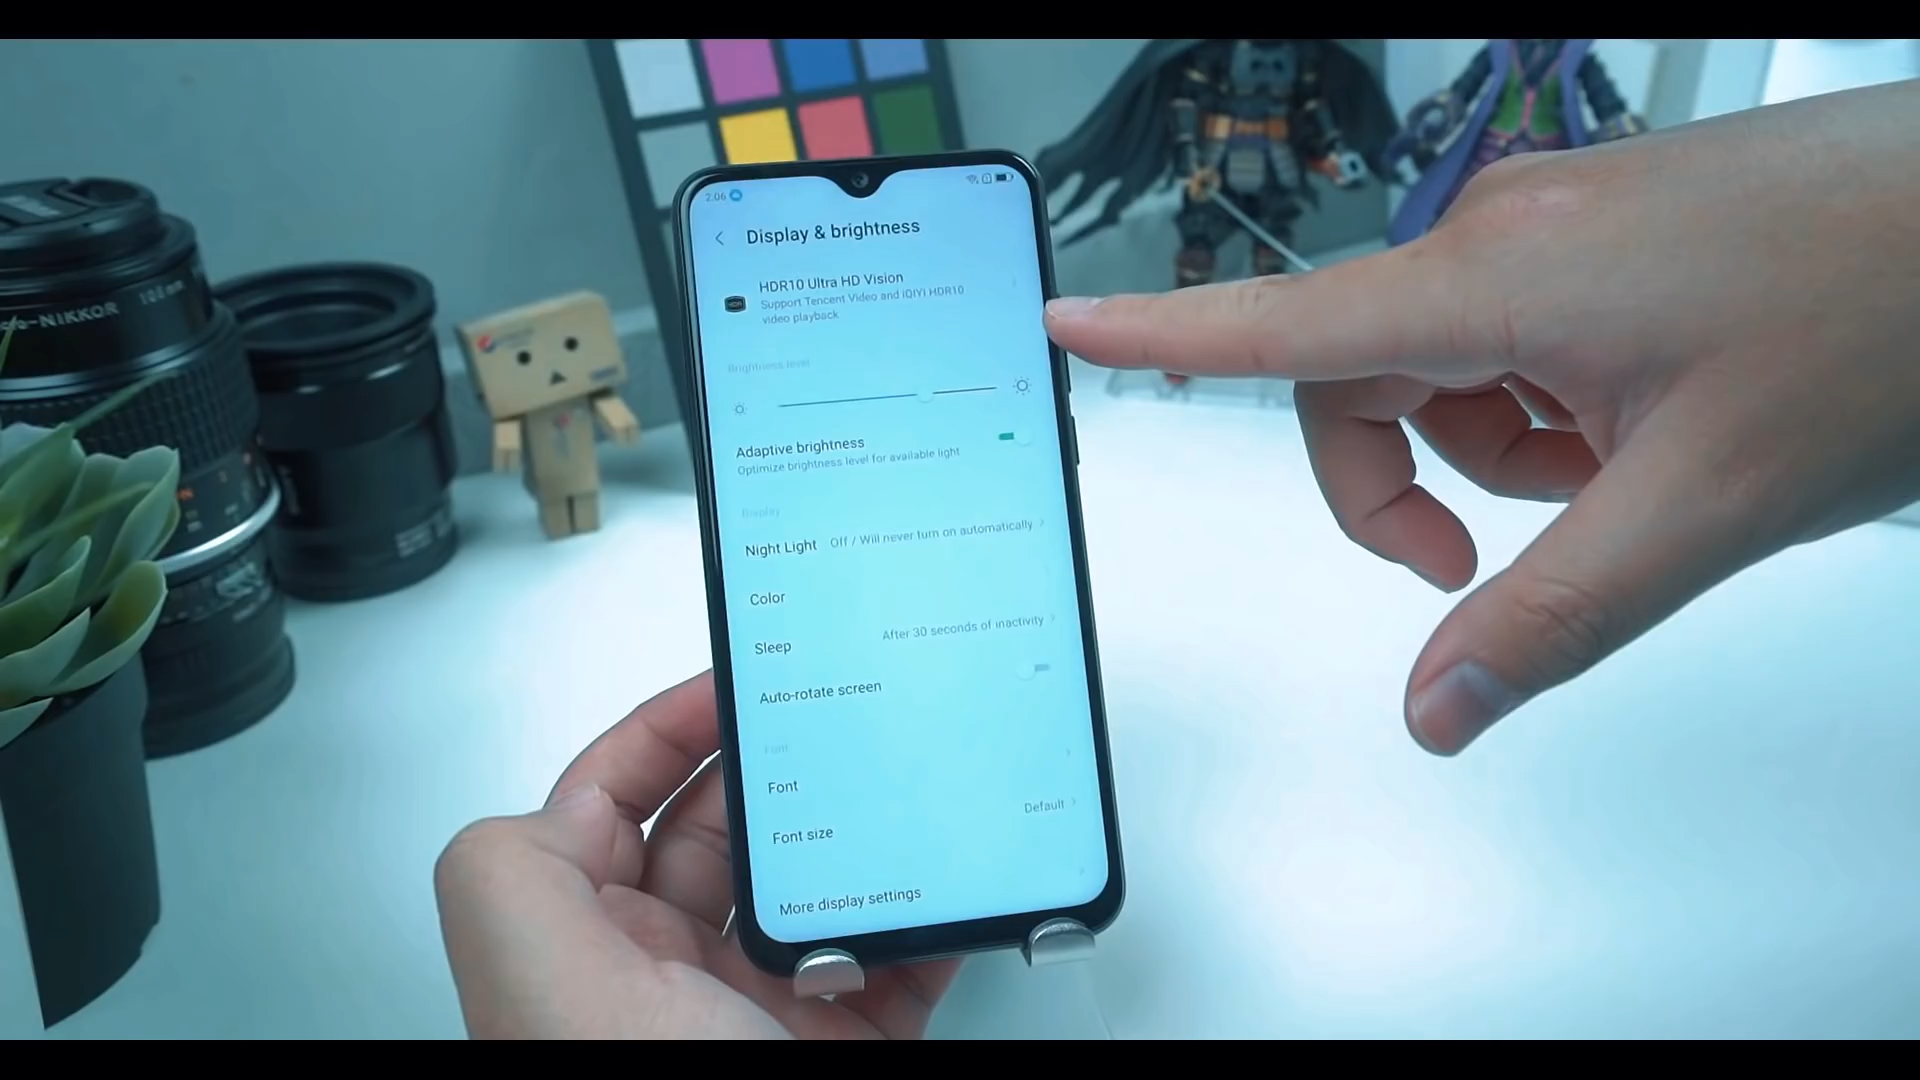 2:06
Display & brightness
HDR10 Ultra HD Vision
Support Tencent Video and iQIYI HDR10
video playback
Brightness level
Adaptive brightness
Optimize brightness level for available light
Display
Night Light Off / Will never turn on automatically
Color
Sleep After 30 seconds of inactivity
Auto-rotate screen
Font
Font
Font size Default
More display settings
-NIKKOR 105mm